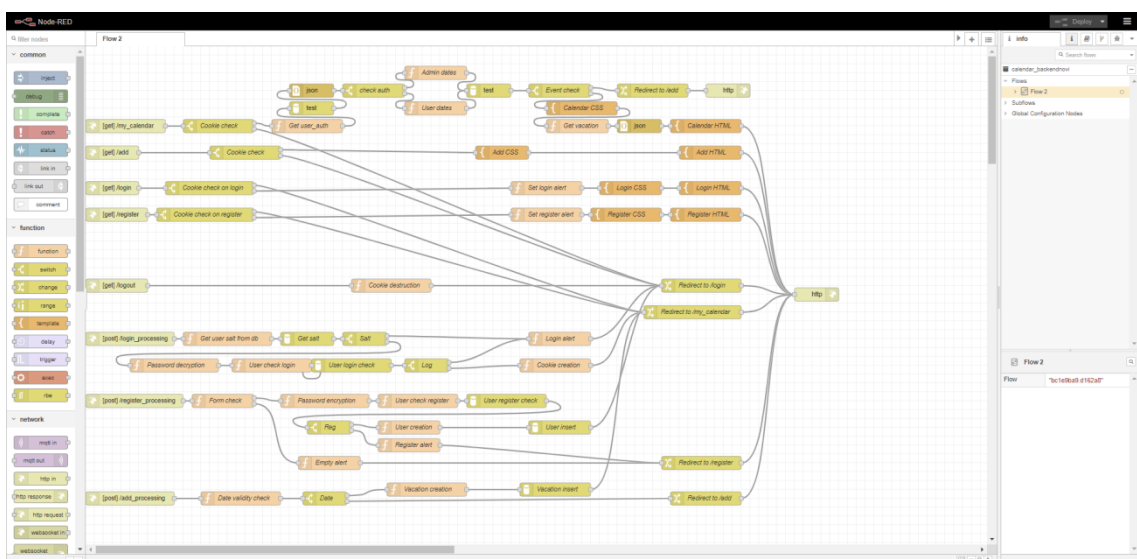 Node-RED
Deploy
filter nodes
Flow 2
info
Search flows
common
inject
debug
complete
catch
status
link in
link out
comment
function
function
switch
change
range
template
delay
trigger
exec
rbe
network
mqtt in
mqtt out
http in
http response
http request
websocket in
websocket
Admin dates
json
check auth
test
Event check
Redirect to /add
http
test
User dates
Calendar CSS
[get] /my_calendar
Cookie check
Get user_auth
Get vacation
json
Calendar HTML
[get] /add
Cookie check
Add CSS
Add HTML
[get] /login
Cookie check on login
Set login alert
Login CSS
Login HTML
[get] /register
Cookie check on register
Set register alert
Register CSS
Register HTML
[get] /logout
Cookie destruction
Redirect to /login
http
Redirect to /my_calendar
[post] /login_processing
Get user salt from db
Get salt
Salt
Login alert
Password decryption
User check login
User login check
Log
Cookie creation
[post] /register_processing
Form check
Password encryption
User check register
User register check
Reg
User creation
User insert
Register alert
Empty alert
Redirect to /register
[post] /add_processing
Date validity check
Date
Vacation creation
Vacation insert
Redirect to /add
calendar_backendnovi
Flows
Flow 2
Subflows
Global Configuration Nodes
Flow 2
Flow
"bc1e9ba9.d162a8"